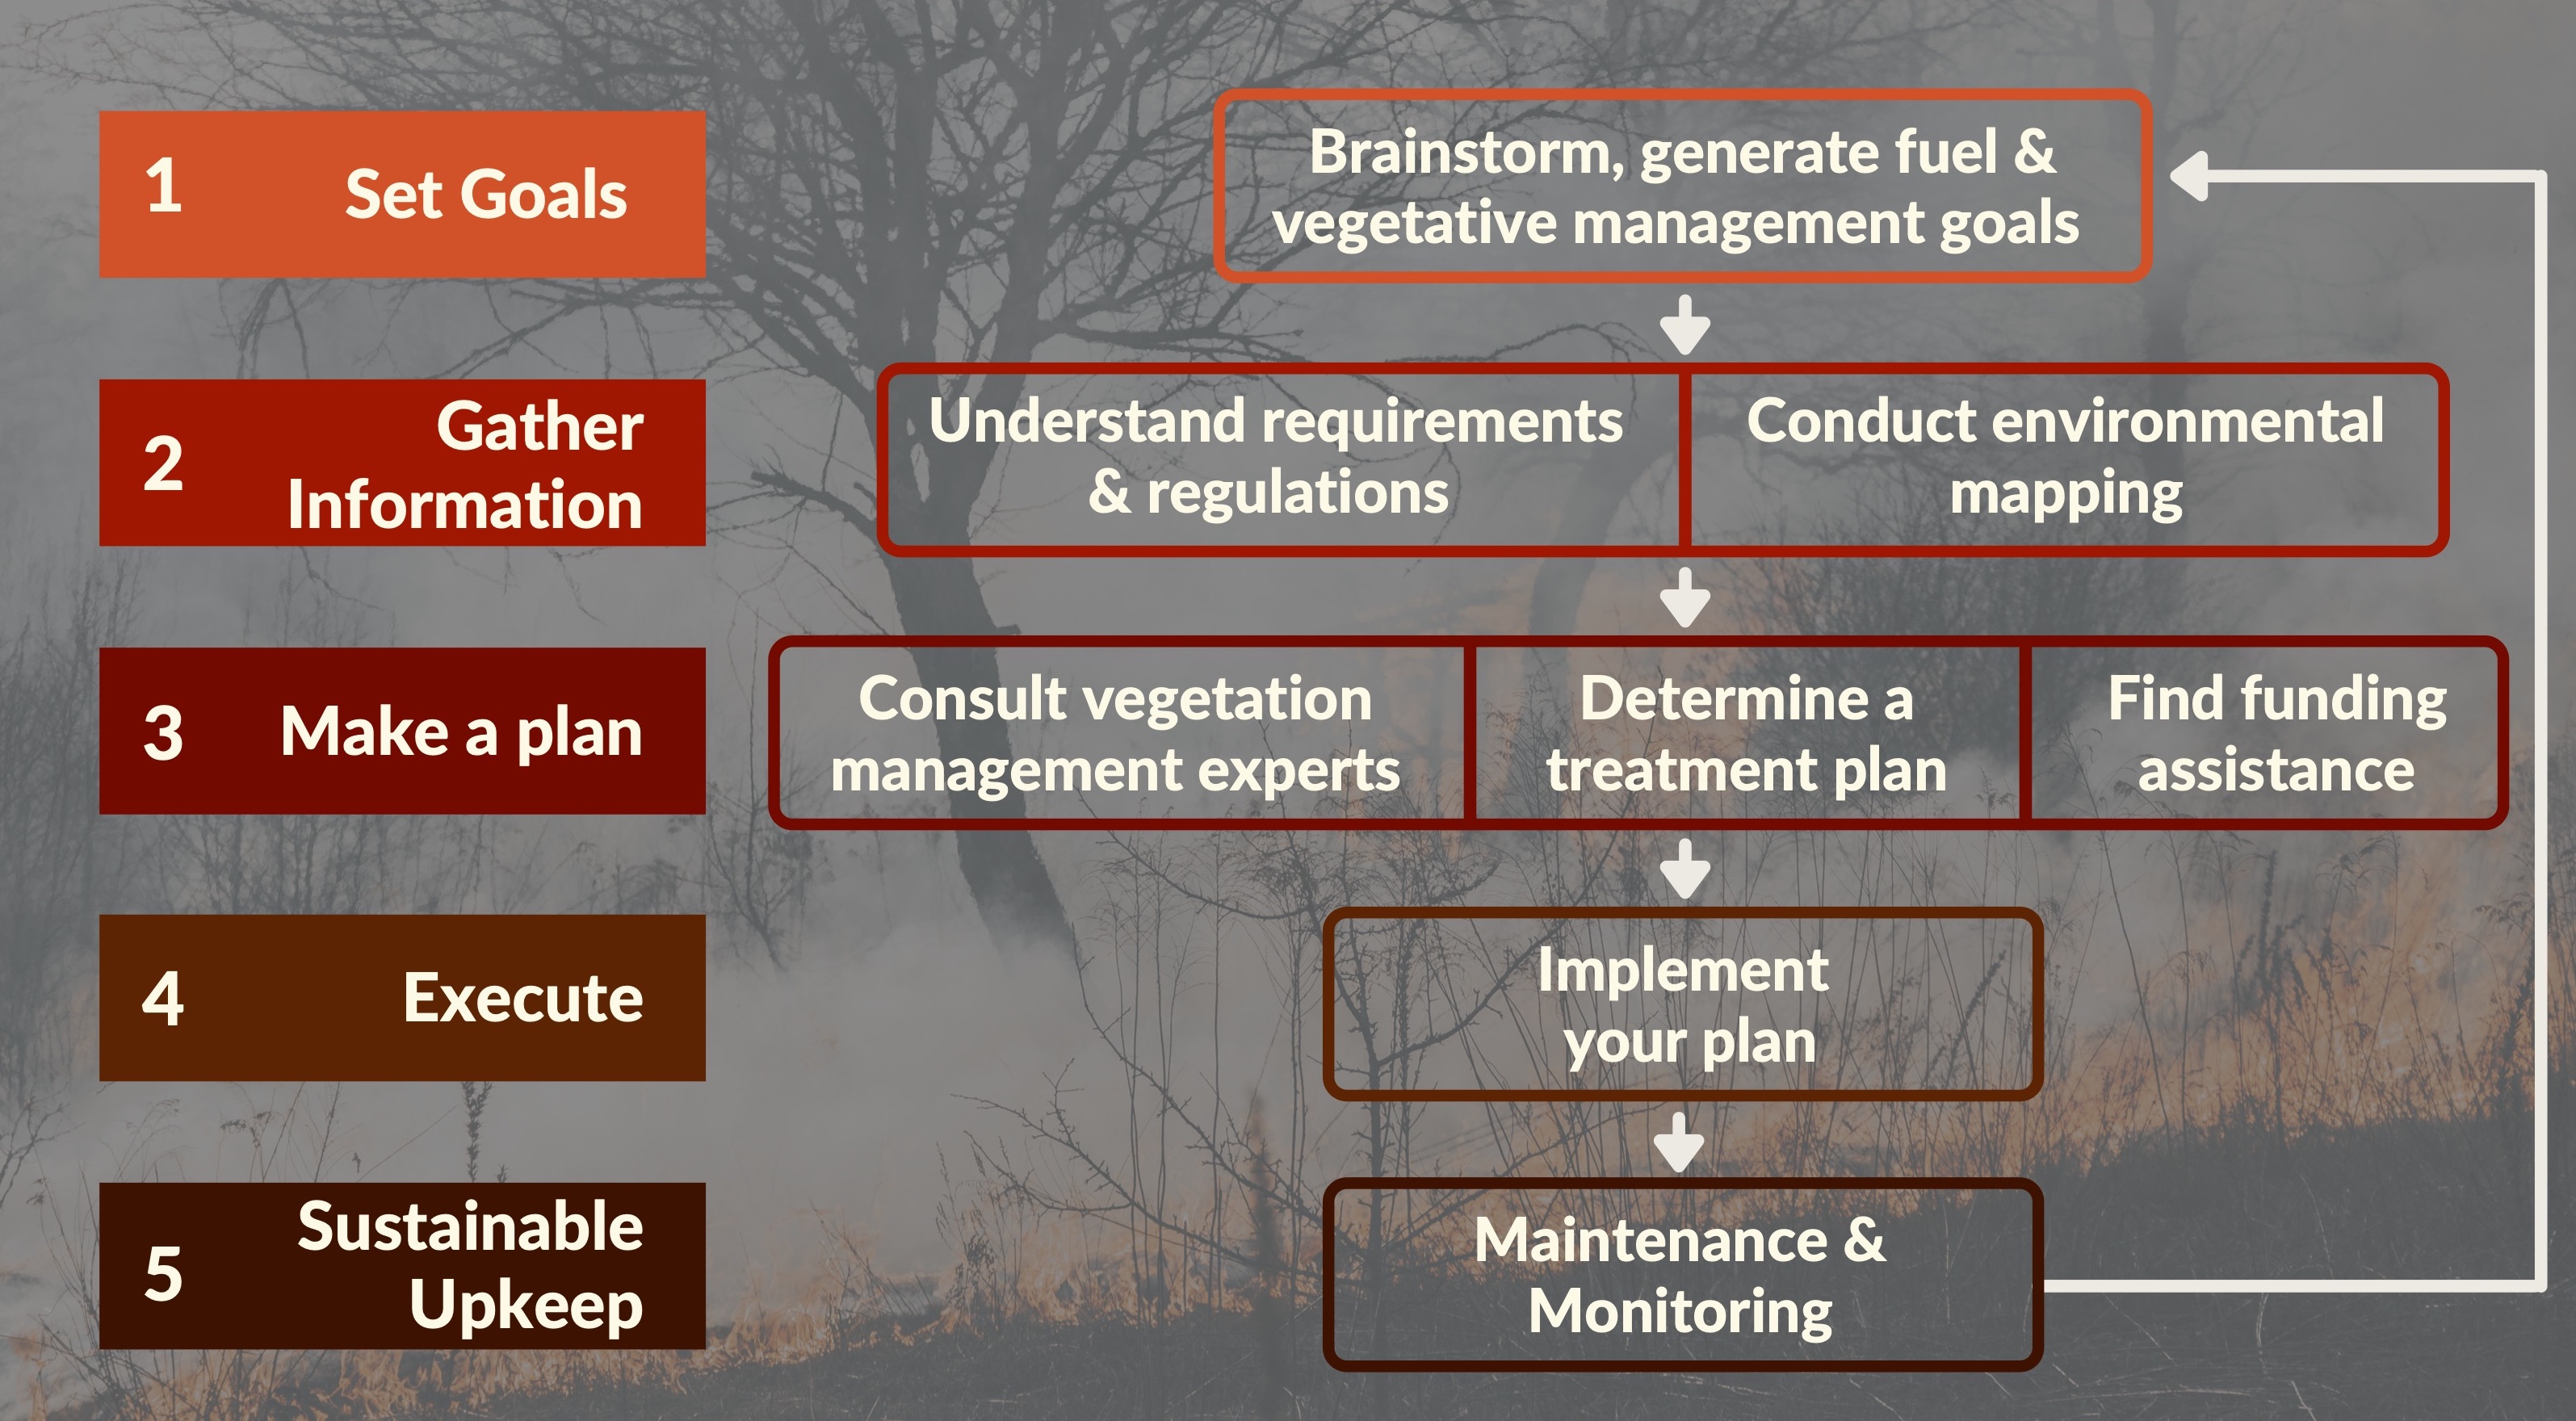 1
Set Goals
Brainstorm, generate fuel &
vegetative management goals
2
Gather
Information
Understand requirements
& regulations
Conduct environmental
mapping
3
Make a plan
Consult vegetation
management experts
Determine a
treatment plan
Find funding
assistance
4
Execute
Implement
your plan
5
Sustainable
Upkeep
Maintenance &
Monitoring